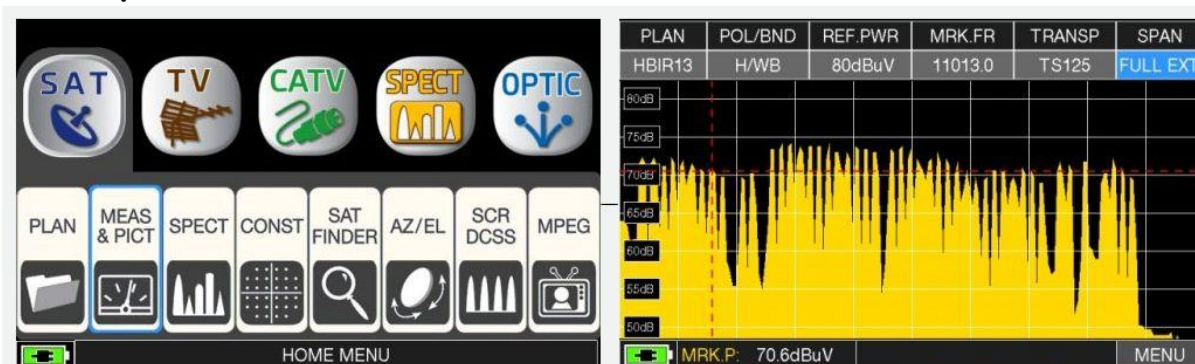 SAT TV CATV SPECT OPTIC
PLAN MEAS & PICT SPECT CONST SAT FINDER AZ/EL SCR DCSS MPEG
HOME MENU
PLAN POL/BND REF.PWR MRK.FR TRANSP SPAN
HBIR13 H/WB 80dBuV 11013.0 TS125 FULL EXT
80dB
75dB
70dB
65dB
60dB
55dB
50dB
MRK.P: 70.6dBuV MENU